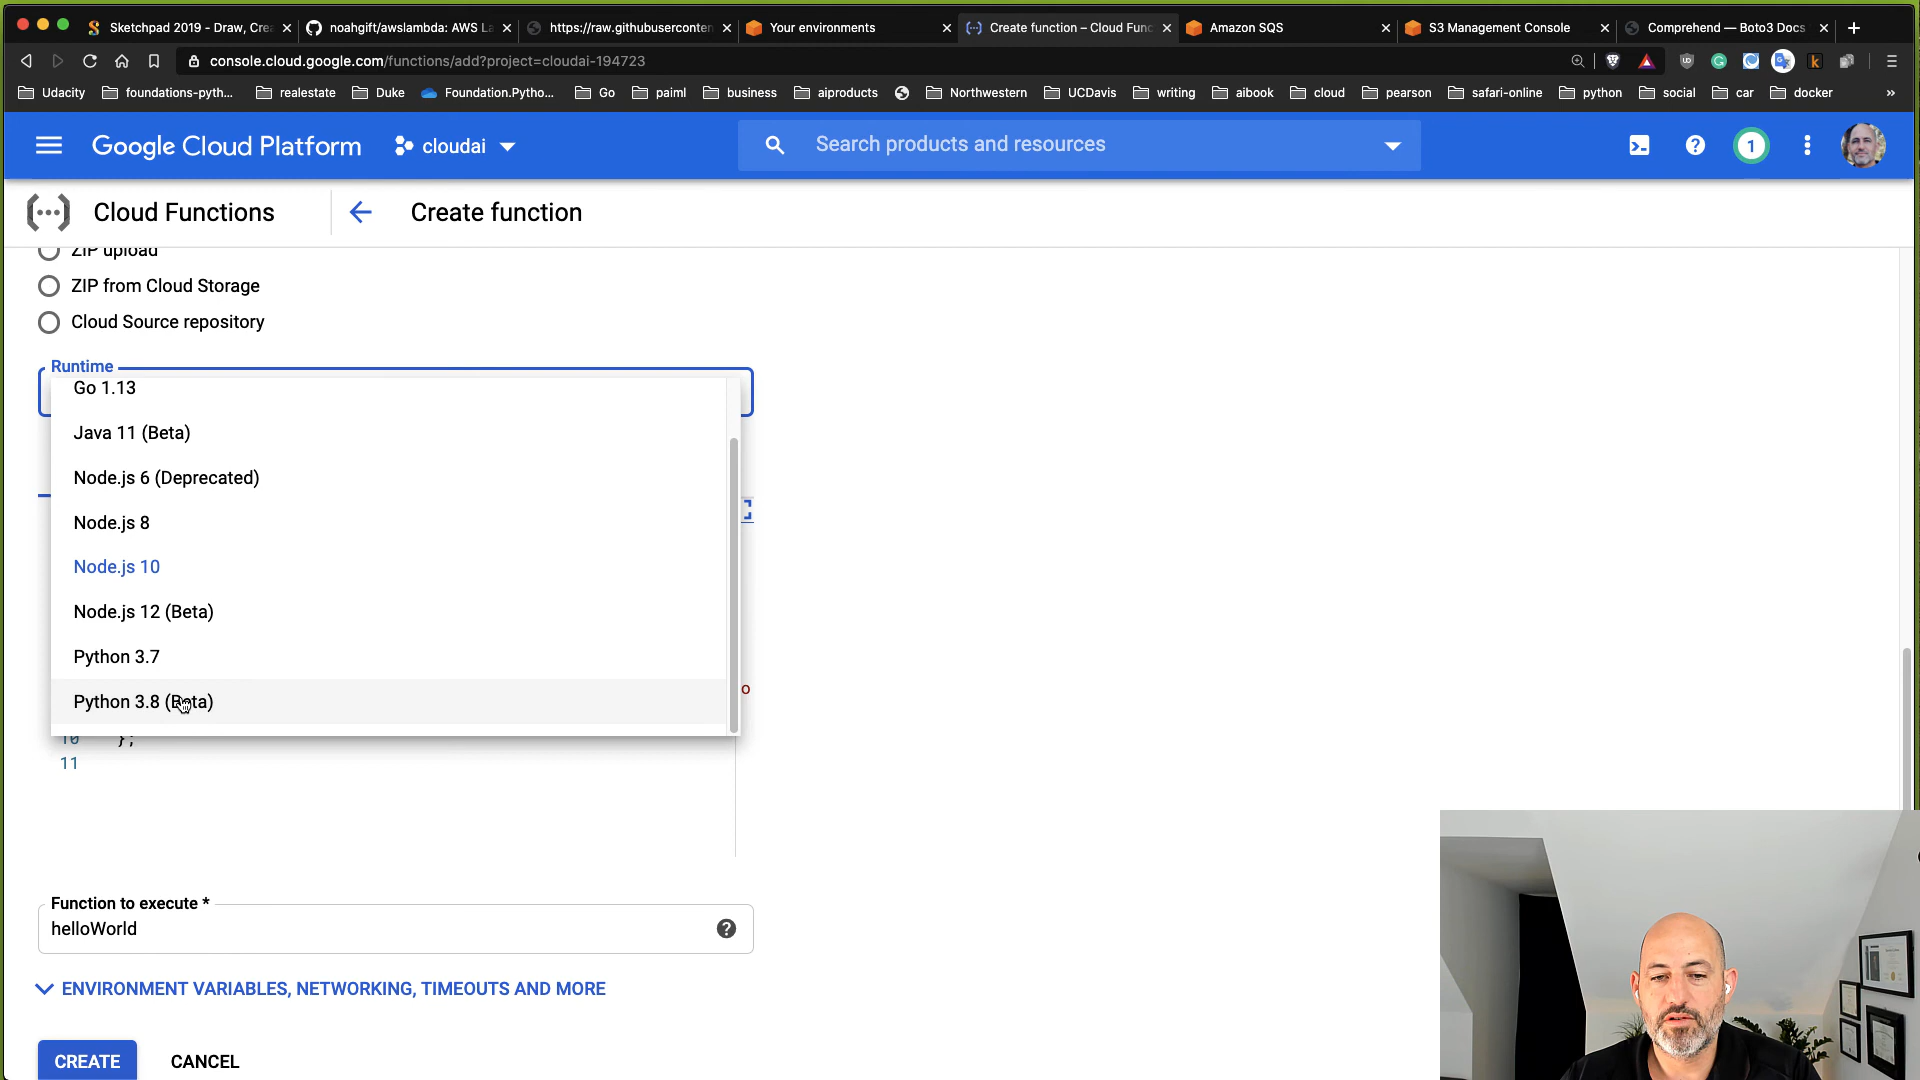 Sketchpad 2019 - Draw, Crea
noahgift/awslambda: AWS La
https://raw.githubuserconten
Your environments
Create function – Cloud Func
Amazon SQS
S3 Management Console
Comprehend — Boto3 Docs
console.cloud.google.com/functions/add?project=cloudai-194723
Udacity
foundations-pyth...
realestate
Duke
Foundation.Pytho...
Go
paiml
business
aiproducts
Northwestern
UCDavis
writing
aibook
cloud
pearson
safari-online
python
social
car
docker
»
Google Cloud Platform
cloudai
Search products and resources
1
Cloud Functions
Create function
ZIP upload
ZIP from Cloud Storage
Cloud Source repository
Runtime
Go 1.13
Java 11 (Beta)
Node.js 6 (Deprecated)
Node.js 8
Node.js 10
Node.js 12 (Beta)
Python 3.7
Python 3.8 (Beta)
o
10 };
11
Function to execute *
helloWorld
ENVIRONMENT VARIABLES, NETWORKING, TIMEOUTS AND MORE
CREATE
CANCEL